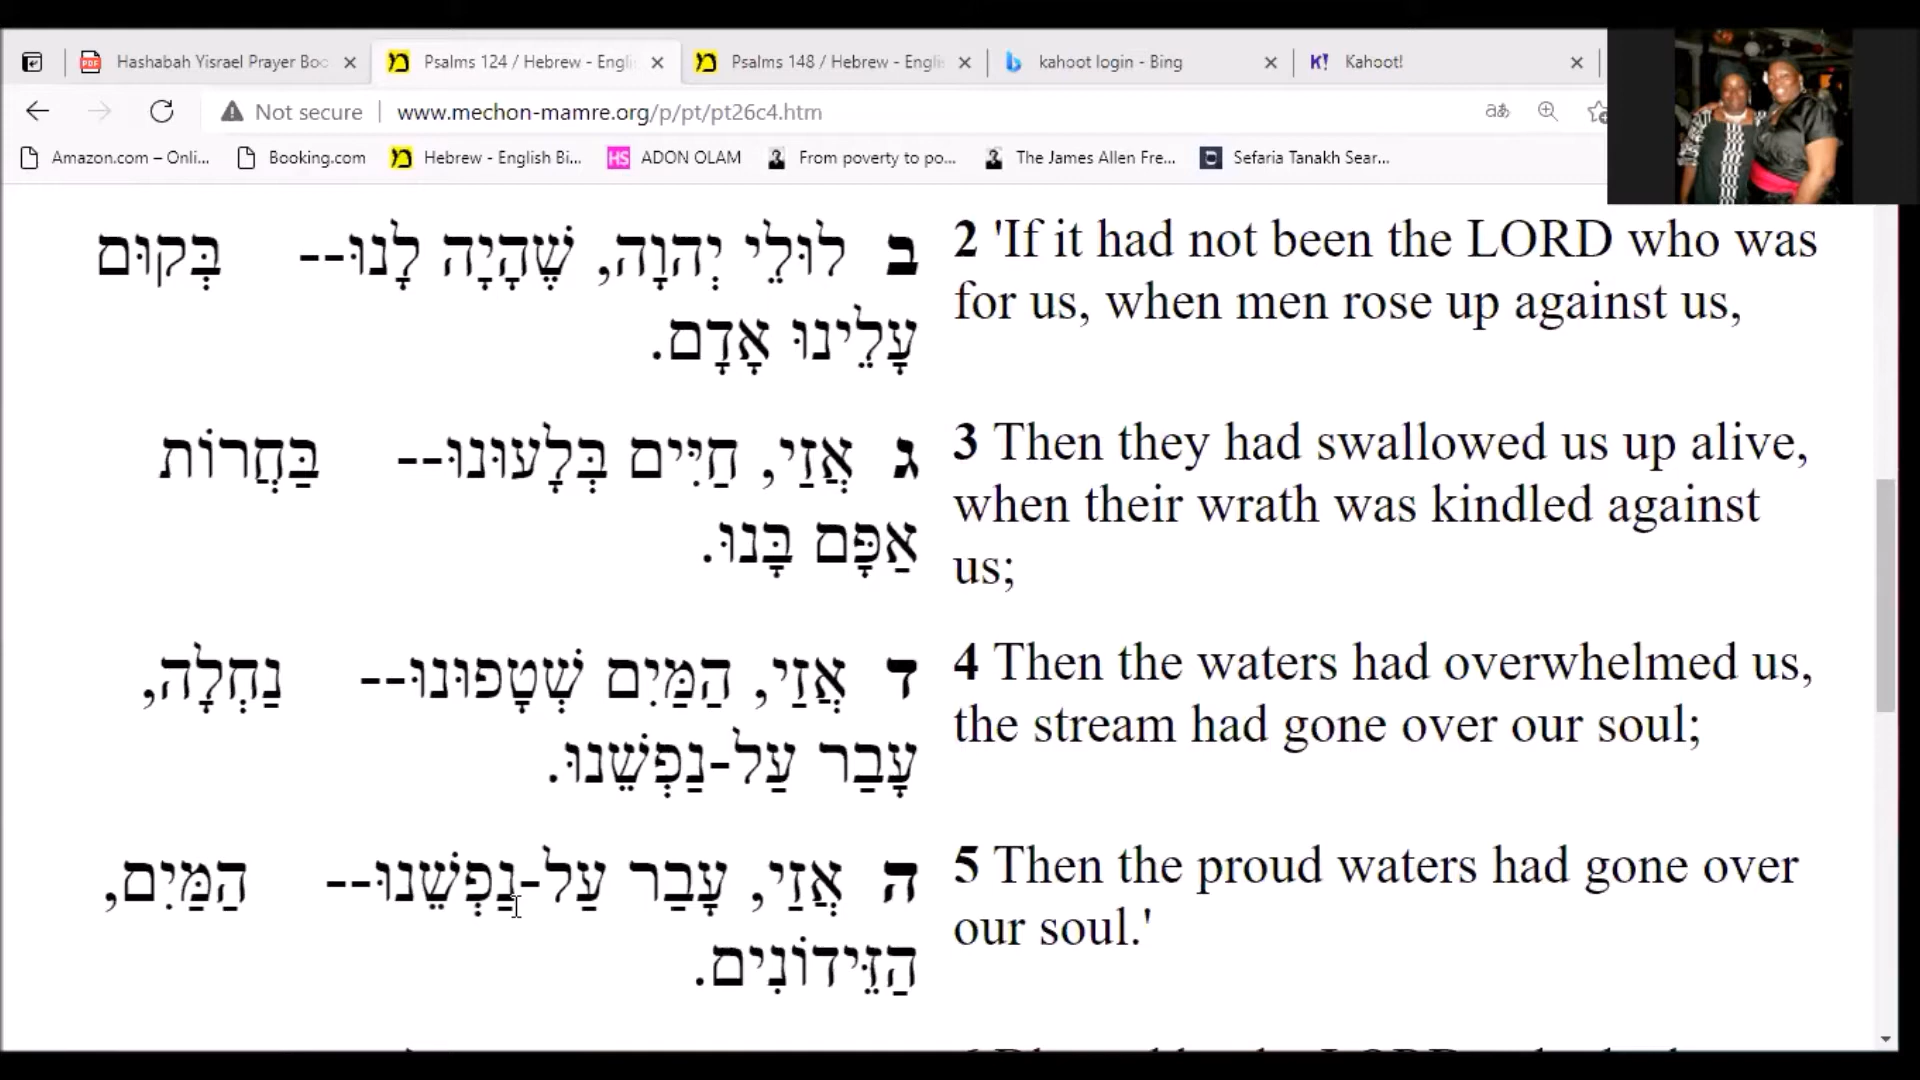 Hashabah Yisrael Prayer Boo
Psalms 124 / Hebrew - Engli
Psalms 148 / Hebrew - Engli
kahoot login - Bing
K! Kahoot!
Not secure www.mechon-mamre.org/p/pt/pt26c4.htm
Amazon.com – Onli... Booking.com Hebrew - English Bi... HS ADON OLAM From poverty to po... The James Allen Fre... Sefaria Tanakh Sear...
ב לוּלֵי יְהוָה, שֶׁהָיָה לָנוּ-- בְּקוּם
עָלֵינוּ אָדָם.
2 'If it had not been the LORD who was
for us, when men rose up against us,
ג אֲזַי, חַיִּים בְּלָעוּנוּ-- בַּחֲרוֹת
אַפָּם בָּנוּ.
3 Then they had swallowed us up alive,
when their wrath was kindled against
us;
ד אֲזַי, הַמַּיִם שְׁטָפוּנוּ-- נַחְלָה,
עָבַר עַל-נַפְשֵׁנוּ.
4 Then the waters had overwhelmed us,
the stream had gone over our soul;
ה אֲזַי, עָבַר עַל-נַפְשֵׁנוּ-- הַמַּיִם,
הַזֵּידוֹנִים.
5 Then the proud waters had gone over
our soul.'